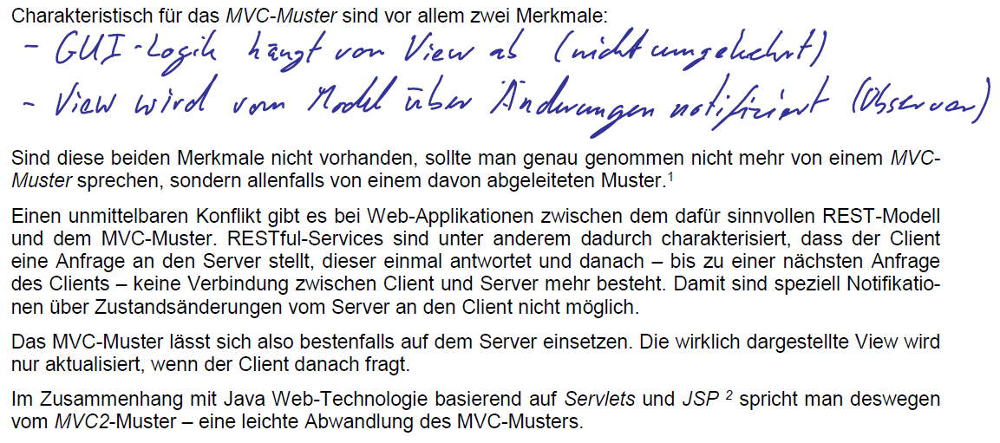 Charakteristisch für das MVC-Muster sind vor allem zwei Merkmale:
- GUI-Logik hängt von View ab (nicht umgekehrt)
- View wird vom Model über Änderungen notifiziert (Observer)
Sind diese beiden Merkmale nicht vorhanden, sollte man genau genommen nicht mehr von einem MVC-
Muster sprechen, sondern allenfalls von einem davon abgeleiteten Muster.¹
Einen unmittelbaren Konflikt gibt es bei Web-Applikationen zwischen dem dafür sinnvollen REST-Modell
und dem MVC-Muster. RESTful-Services sind unter anderem dadurch charakterisiert, dass der Client
eine Anfrage an den Server stellt, dieser einmal antwortet und danach – bis zu einer nächsten Anfrage
des Clients – keine Verbindung zwischen Client und Server mehr besteht. Damit sind speziell Notifikatio-
nen über Zustandsänderungen vom Server an den Client nicht möglich.
Das MVC-Muster lässt sich also bestenfalls auf dem Server einsetzen. Die wirklich dargestellte View wird
nur aktualisiert, wenn der Client danach fragt.
Im Zusammenhang mit Java Web-Technologie basierend auf Servlets und JSP ² spricht man deswegen
vom MVC2-Muster – eine leichte Abwandlung des MVC-Musters.